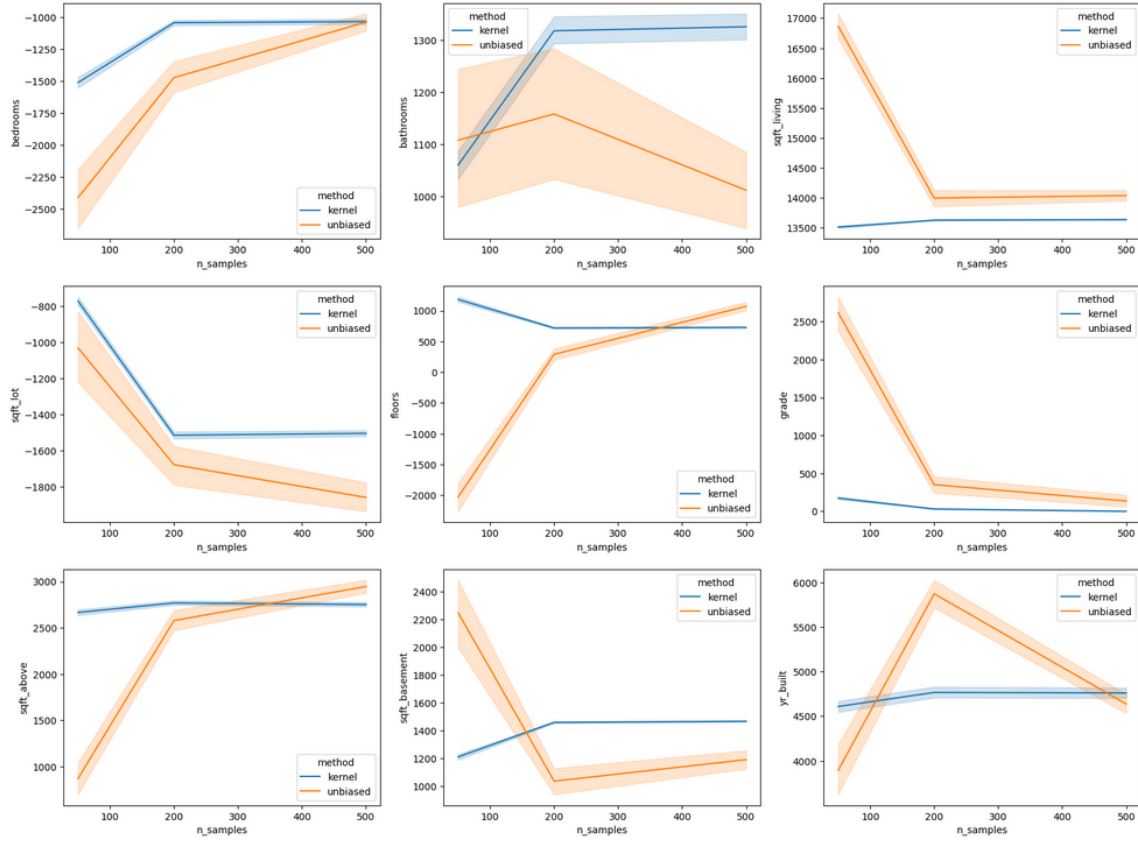 -1000
-1250
-1500
-1750
-2000
-2250
-2500
bedrooms
method
kernel
unbiased
100 200 300 400 500
n_samples
1300
1200
1100
1000
bathrooms
method
kernel
unbiased
100 200 300 400 500
n_samples
17000
16500
16000
15500
15000
14500
14000
13500
sqft_living
method
kernel
unbiased
100 200 300 400 500
n_samples
-800
-1000
-1200
-1400
-1600
-1800
sqft_lot
method
kernel
unbiased
100 200 300 400 500
n_samples
1000
500
0
-500
-1000
-1500
-2000
floors
method
kernel
unbiased
100 200 300 400 500
n_samples
2500
2000
1500
1000
500
0
grade
method
kernel
unbiased
100 200 300 400 500
n_samples
3000
2500
2000
1500
1000
sqft_above
method
kernel
unbiased
100 200 300 400 500
n_samples
2400
2200
2000
1800
1600
1400
1200
1000
sqft_basement
method
kernel
unbiased
100 200 300 400 500
n_samples
6000
5500
5000
4500
4000
yr_built
method
kernel
unbiased
100 200 300 400 500
n_samples